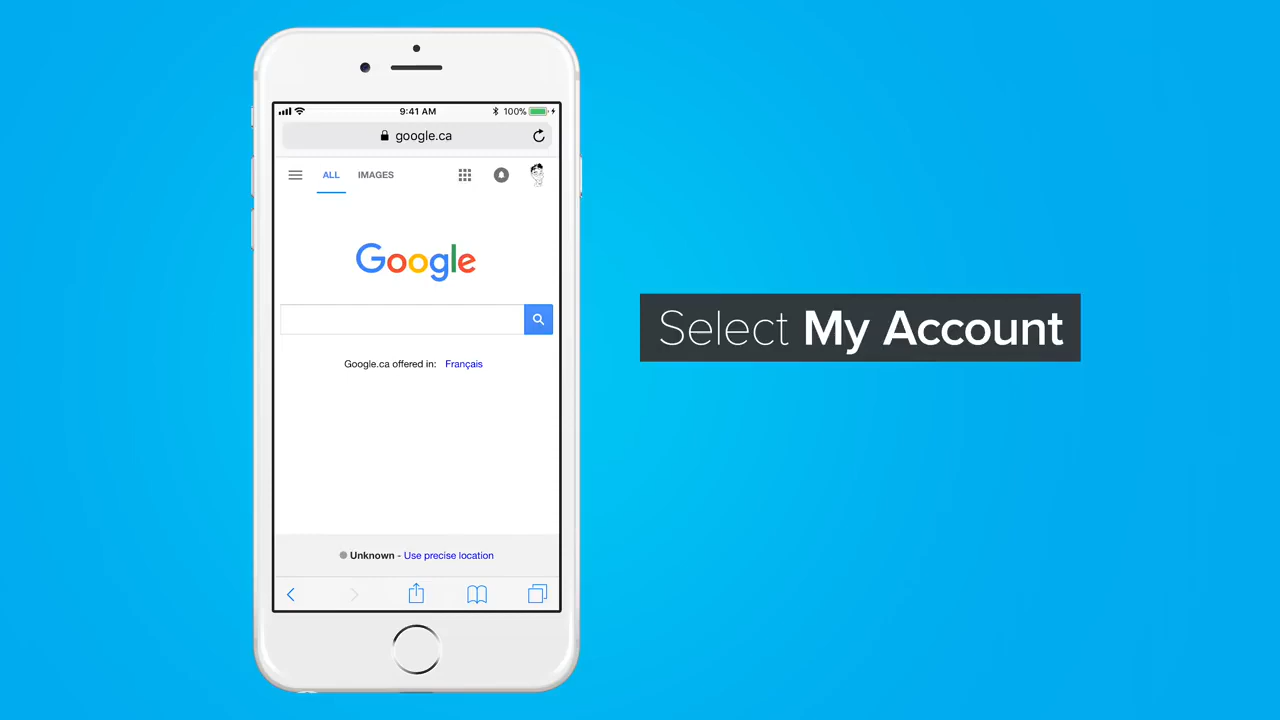 9:41 AM
100%
google.ca
ALL IMAGES
Google
Google.ca offered in: Français
Select My Account
Unknown - Use precise location